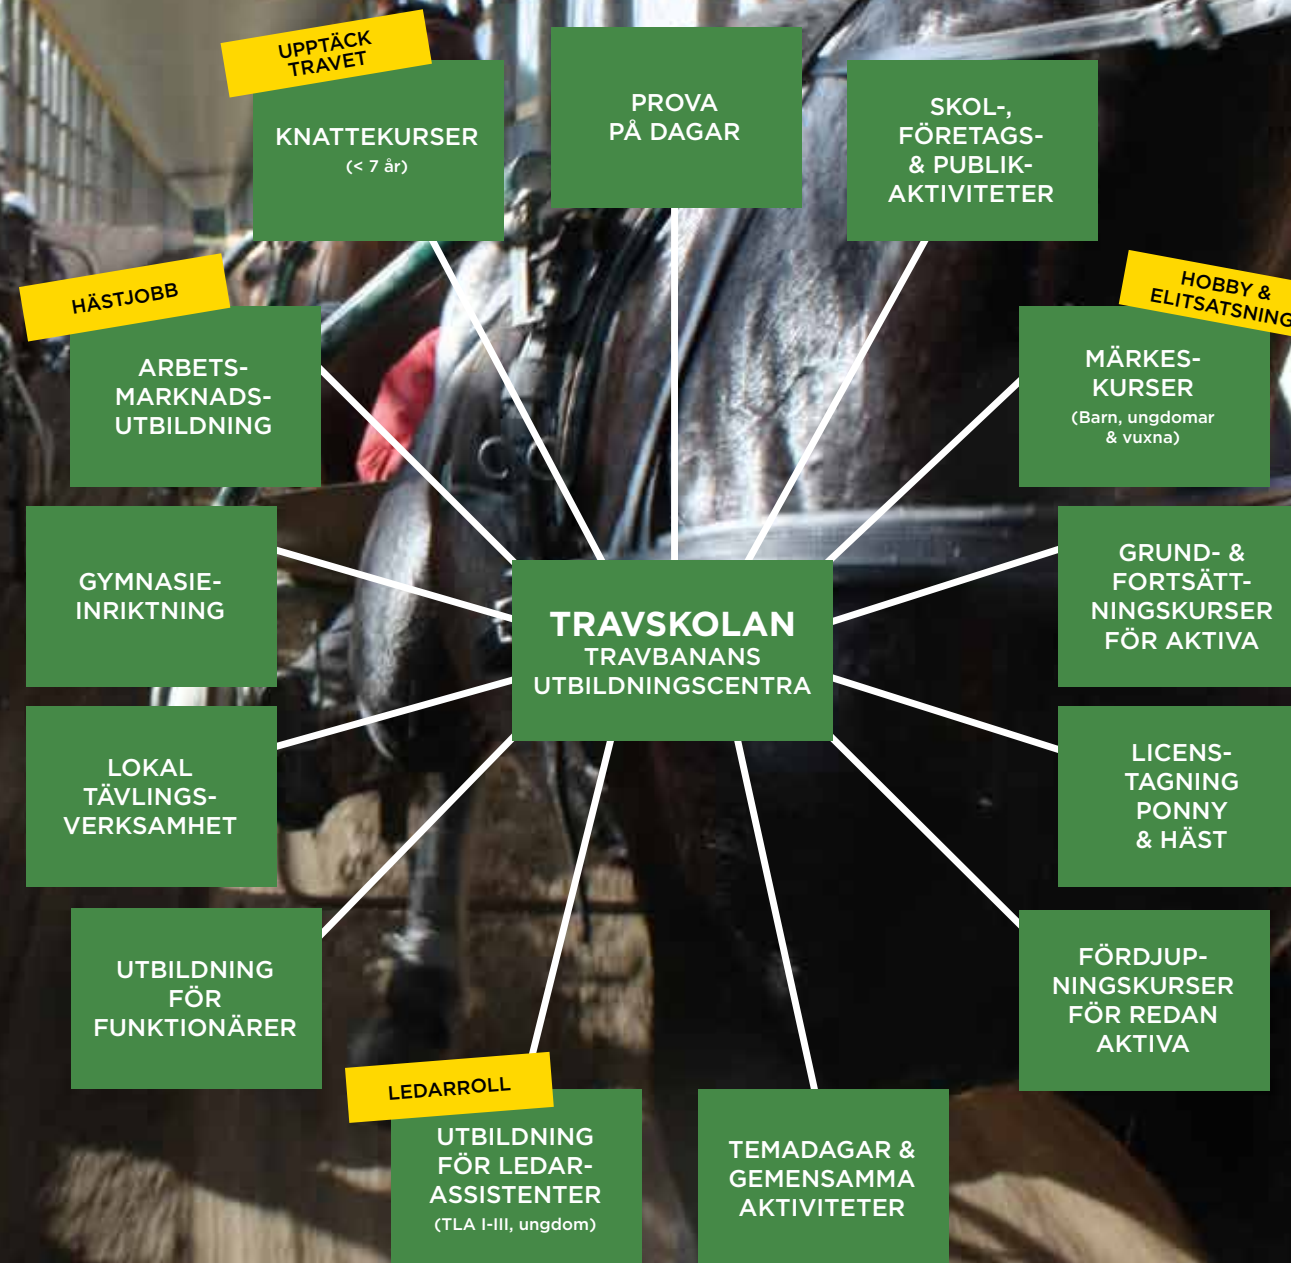 UPPTÄCK
TRAVET
KNATTEKURSER
(< 7 år)
PROVA
PÅ DAGAR
SKOL-,
FÖRETAGS-
& PUBLIK-
AKTIVITETER
HOBBY &
ELITSATSNING
MÄRKES-
KURSER
(Barn, ungdomar
& vuxna)
HÄSTJOBB
ARBETS-
MARKNADS-
UTBILDNING
GYMNASIE-
INRIKTNING
TRAVSKOLAN
TRAVBANANS
UTBILDNINGSCENTRA
GRUND- &
FORTSÄTT-
NINGSKURSER
FÖR AKTIVA
LOKAL
TÄVLINGS-
VERKSAMHET
LICENS-
TAGNING
PONNY
& HÄST
UTBILDNING
FÖR
FUNKTIONÄRER
FÖRDJUP-
NINGSKURSER
FÖR REDAN
AKTIVA
LEDARROLL
UTBILDNING
FÖR LEDAR-
ASSISTENTER
(TLA I-III, ungdom)
TEMADAGAR &
GEMENSAMMA
AKTIVITETER